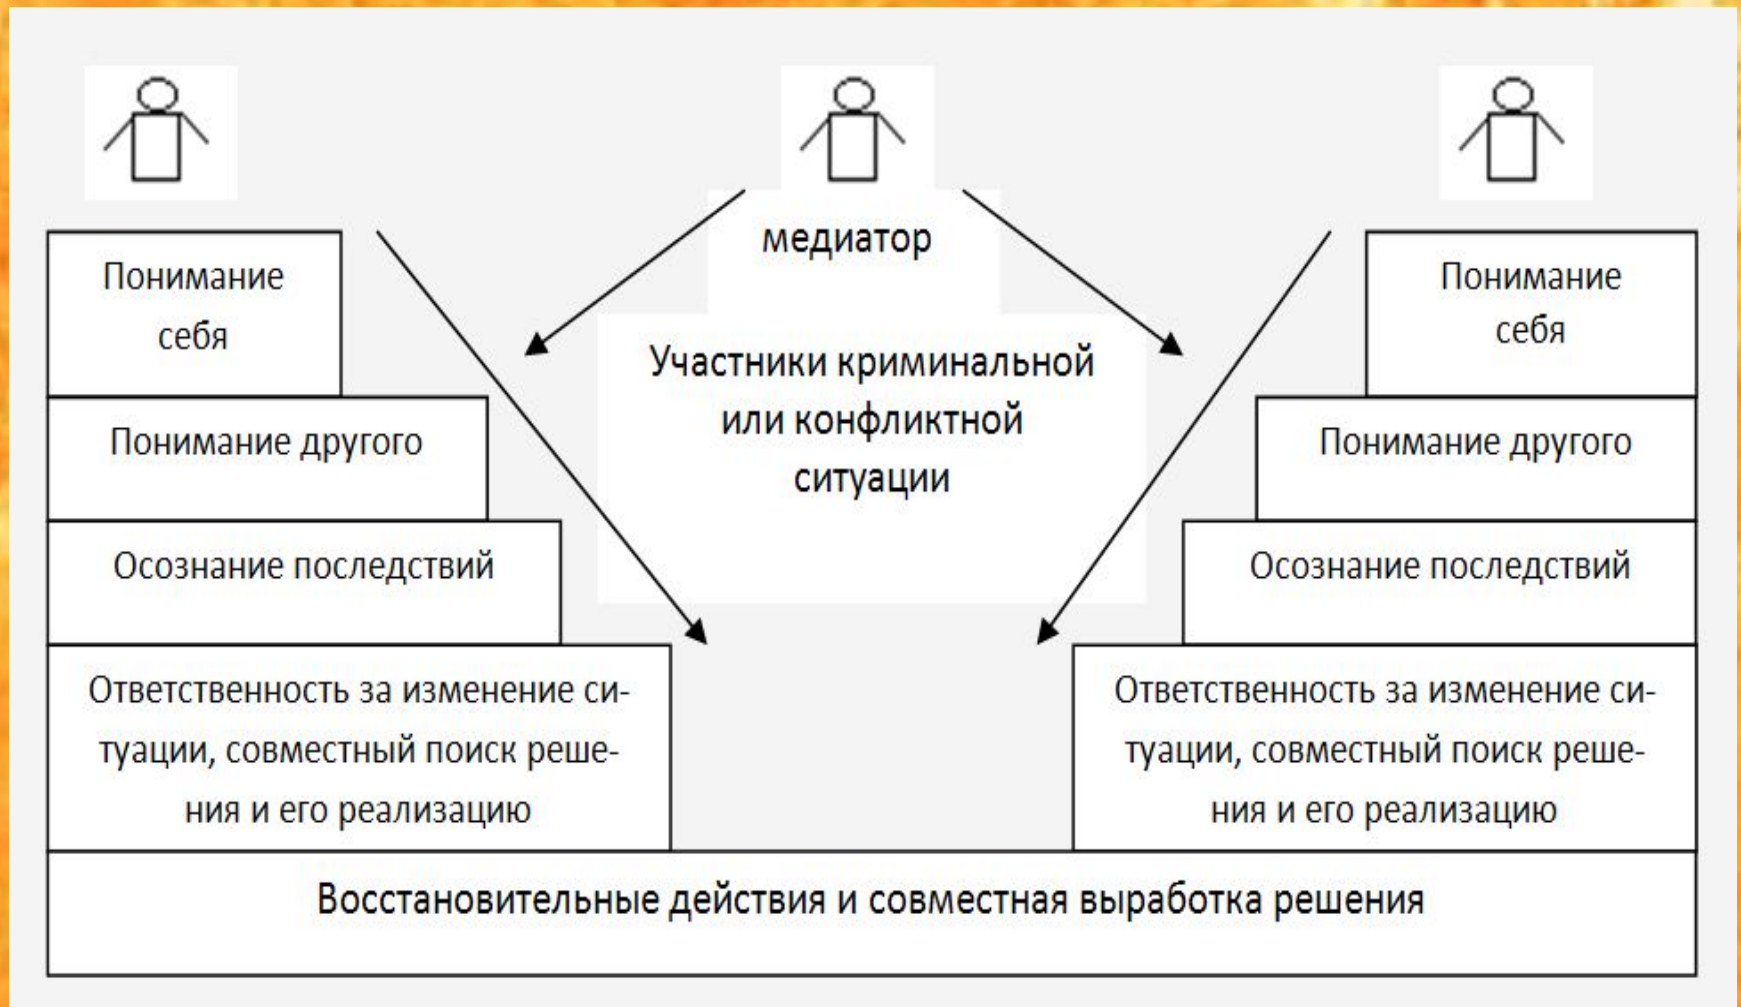 медиатор
Участники криминальной
или конфликтной
ситуации
Понимание
себя
Понимание другого
Осознание последствий
Ответственность за изменение си-
туации, совместный поиск реше-
ния и его реализацию
Понимание
себя
Понимание другого
Осознание последствий
Ответственность за изменение си-
туации, совместный поиск реше-
ния и его реализацию
Восстановительные действия и совместная выработка решения